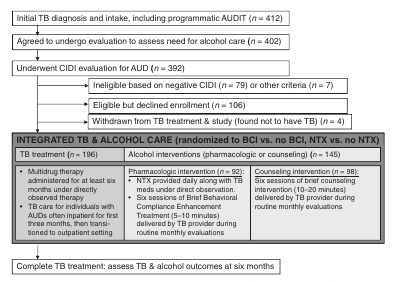 Initial TB diagnosis and intake, including programmatic AUDIT (n = 412)
Agreed to undergo evaluation to assess need for alcohol care (n = 402)
Underwent CIDI evaluation for AUD (n = 392)
Ineligible based on negative CIDI (n = 79) or other criteria (n = 7)
Eligible but declined enrollment (n = 106)
Withdrawn from TB treatment & study (found not to have TB) (n = 4)
INTEGRATED TB & ALCOHOL CARE (randomized to BCI vs. no BCI, NTX vs. no NTX)
TB treatment (n = 196)
Alcohol interventions (pharmacologic or counseling) (n = 145)
• Multidrug therapy
administered for at least six
months under directly
observed therapy
• TB care for individuals
with AUDs often inpatient for first
three months, then transi-
tioned to outpatient setting
Pharmacologic intervention (n = 92):
• NTX provided daily along with TB
meds under direct observation.
• Six sessions of Brief Behavioral
Compliance Enhancement
Treatment (5–10 minutes)
delivered by TB provider during
routine monthly evaluations
Counseling intervention (n = 98):
Six sessions of brief counseling
intervention (10–20 minutes)
delivered by TB provider during
routine monthly evaluations
Complete TB treatment: assess TB & alcohol outcomes at six months